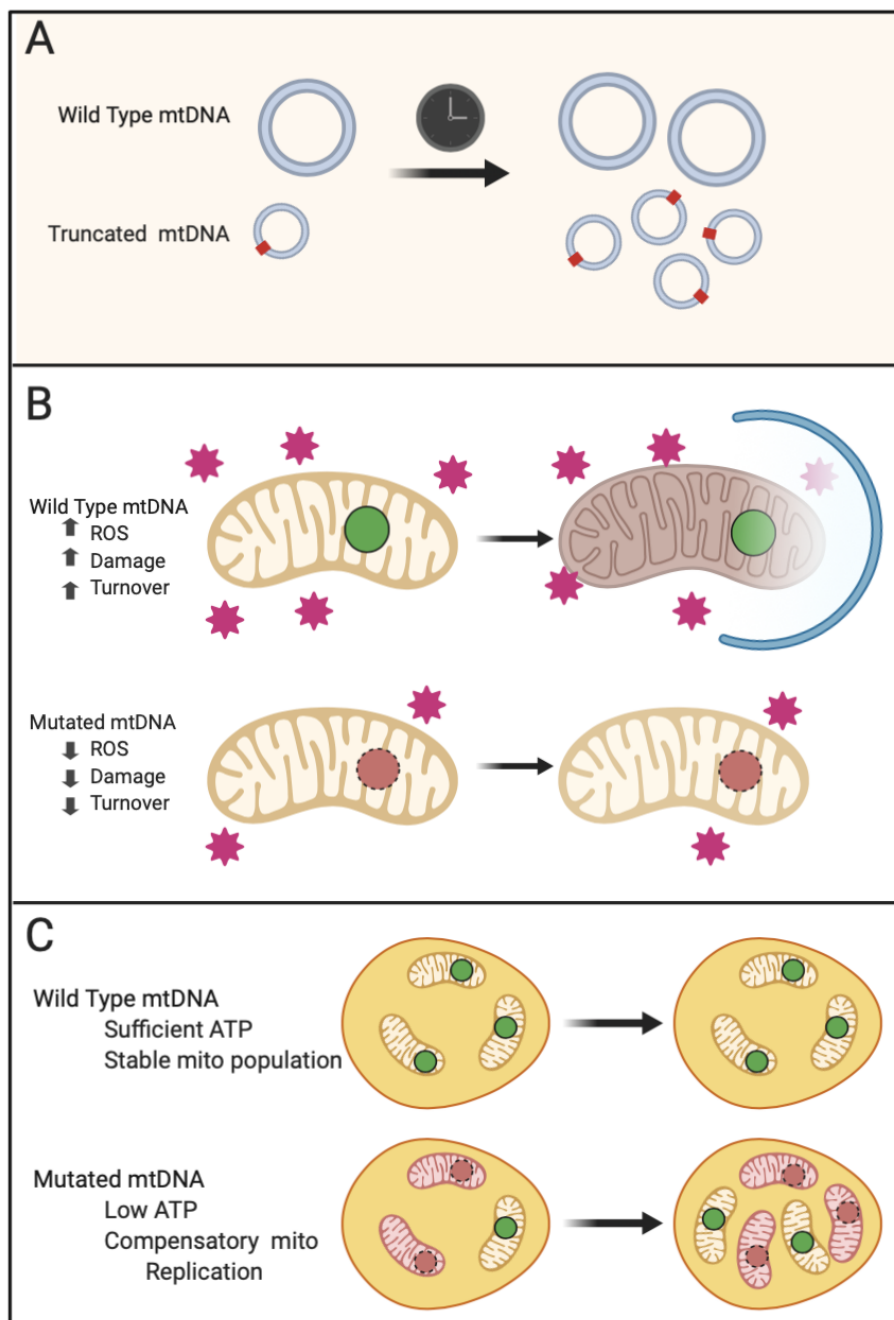 A
Wild Type mtDNA
Truncated mtDNA
B
Wild Type mtDNA
ROS
Damage
Turnover
Mutated mtDNA
ROS
Damage
Turnover
C
Wild Type mtDNA
Sufficient ATP
Stable mito population
Mutated mtDNA
Low ATP
Compensatory mito
Replication